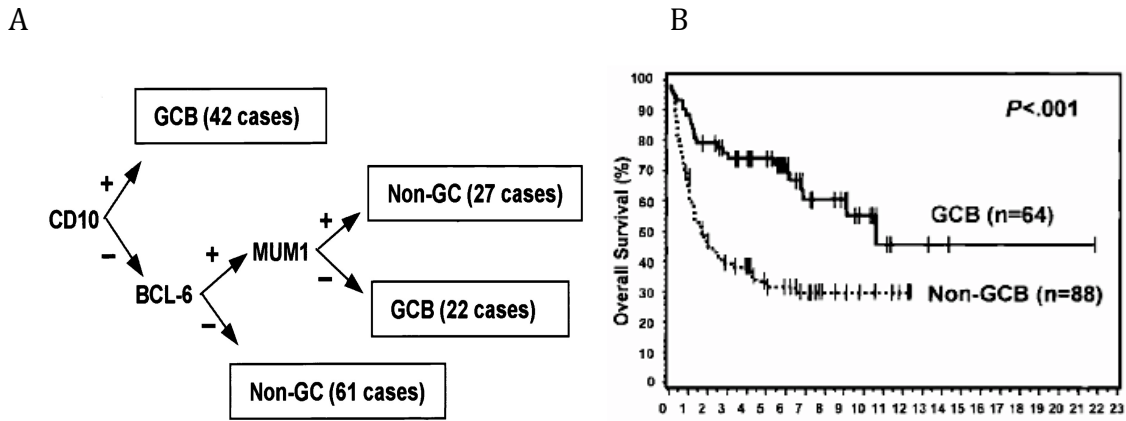 A
B
GCB (42 cases)
+
CD10
−
Non-GC (27 cases)
+
+
MUM1
−
BCL-6
−
GCB (22 cases)
Non-GC (61 cases)
Overall Survival (%)
100
90
80
70
60
50
40
30
20
10
0
P<.001
GCB (n=64)
Non-GCB (n=88)
0 1 2 3 4 5 6 7 8 9 10 11 12 13 14 15 16 17 18 19 20 21 22 23